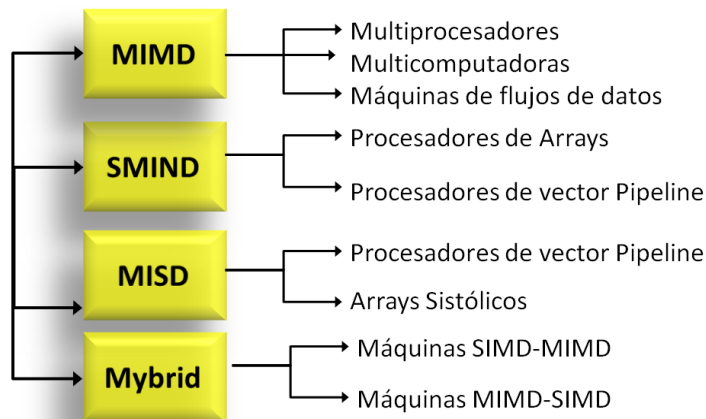 MIMD
Multiprocesadores
Multicomputadoras
Máquinas de flujos de datos
SMIND
Procesadores de Arrays
Procesadores de vector Pipeline
MISD
Procesadores de vector Pipeline
Arrays Sistólicos
Mybrid
Máquinas SIMD-MIMD
Máquinas MIMD-SIMD